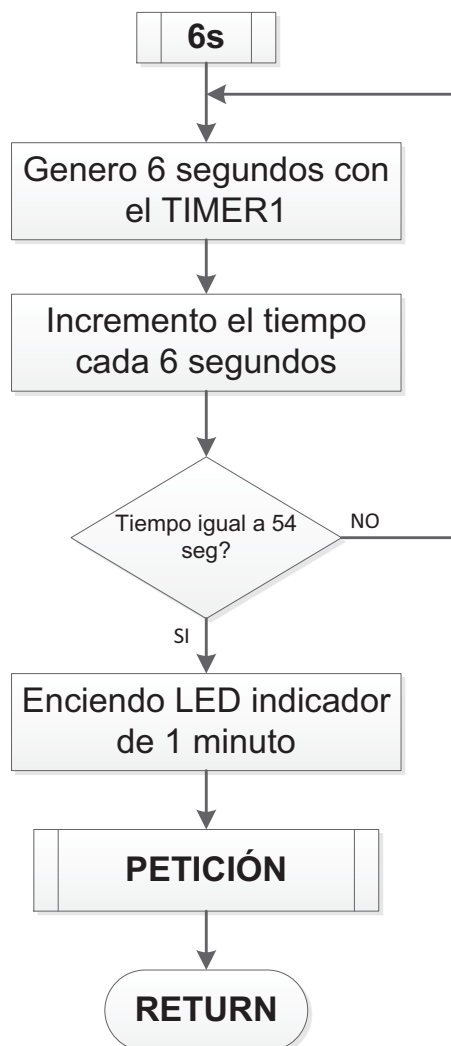 6s
Genero 6 segundos con
el TIMER1
Incremento el tiempo
cada 6 segundos
Tiempo igual a 54
seg?
NO
SI
Enciendo LED indicador
de 1 minuto
PETICIÓN
RETURN